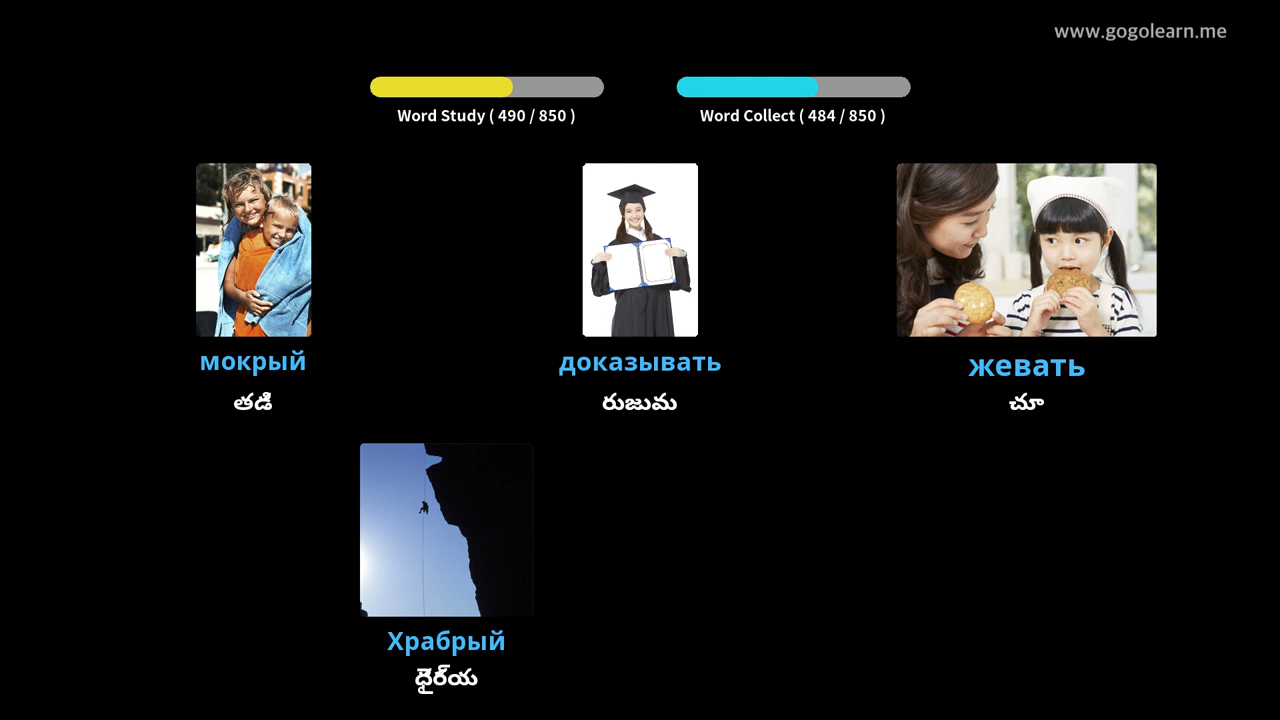 www.gogolearn.me
Word Study ( 490 / 850 )
Word Collect ( 484 / 850 )
мокрый
доказывать
жевать
తడి
రుజుమ
చూ
Храбрый
ధైర్‌య